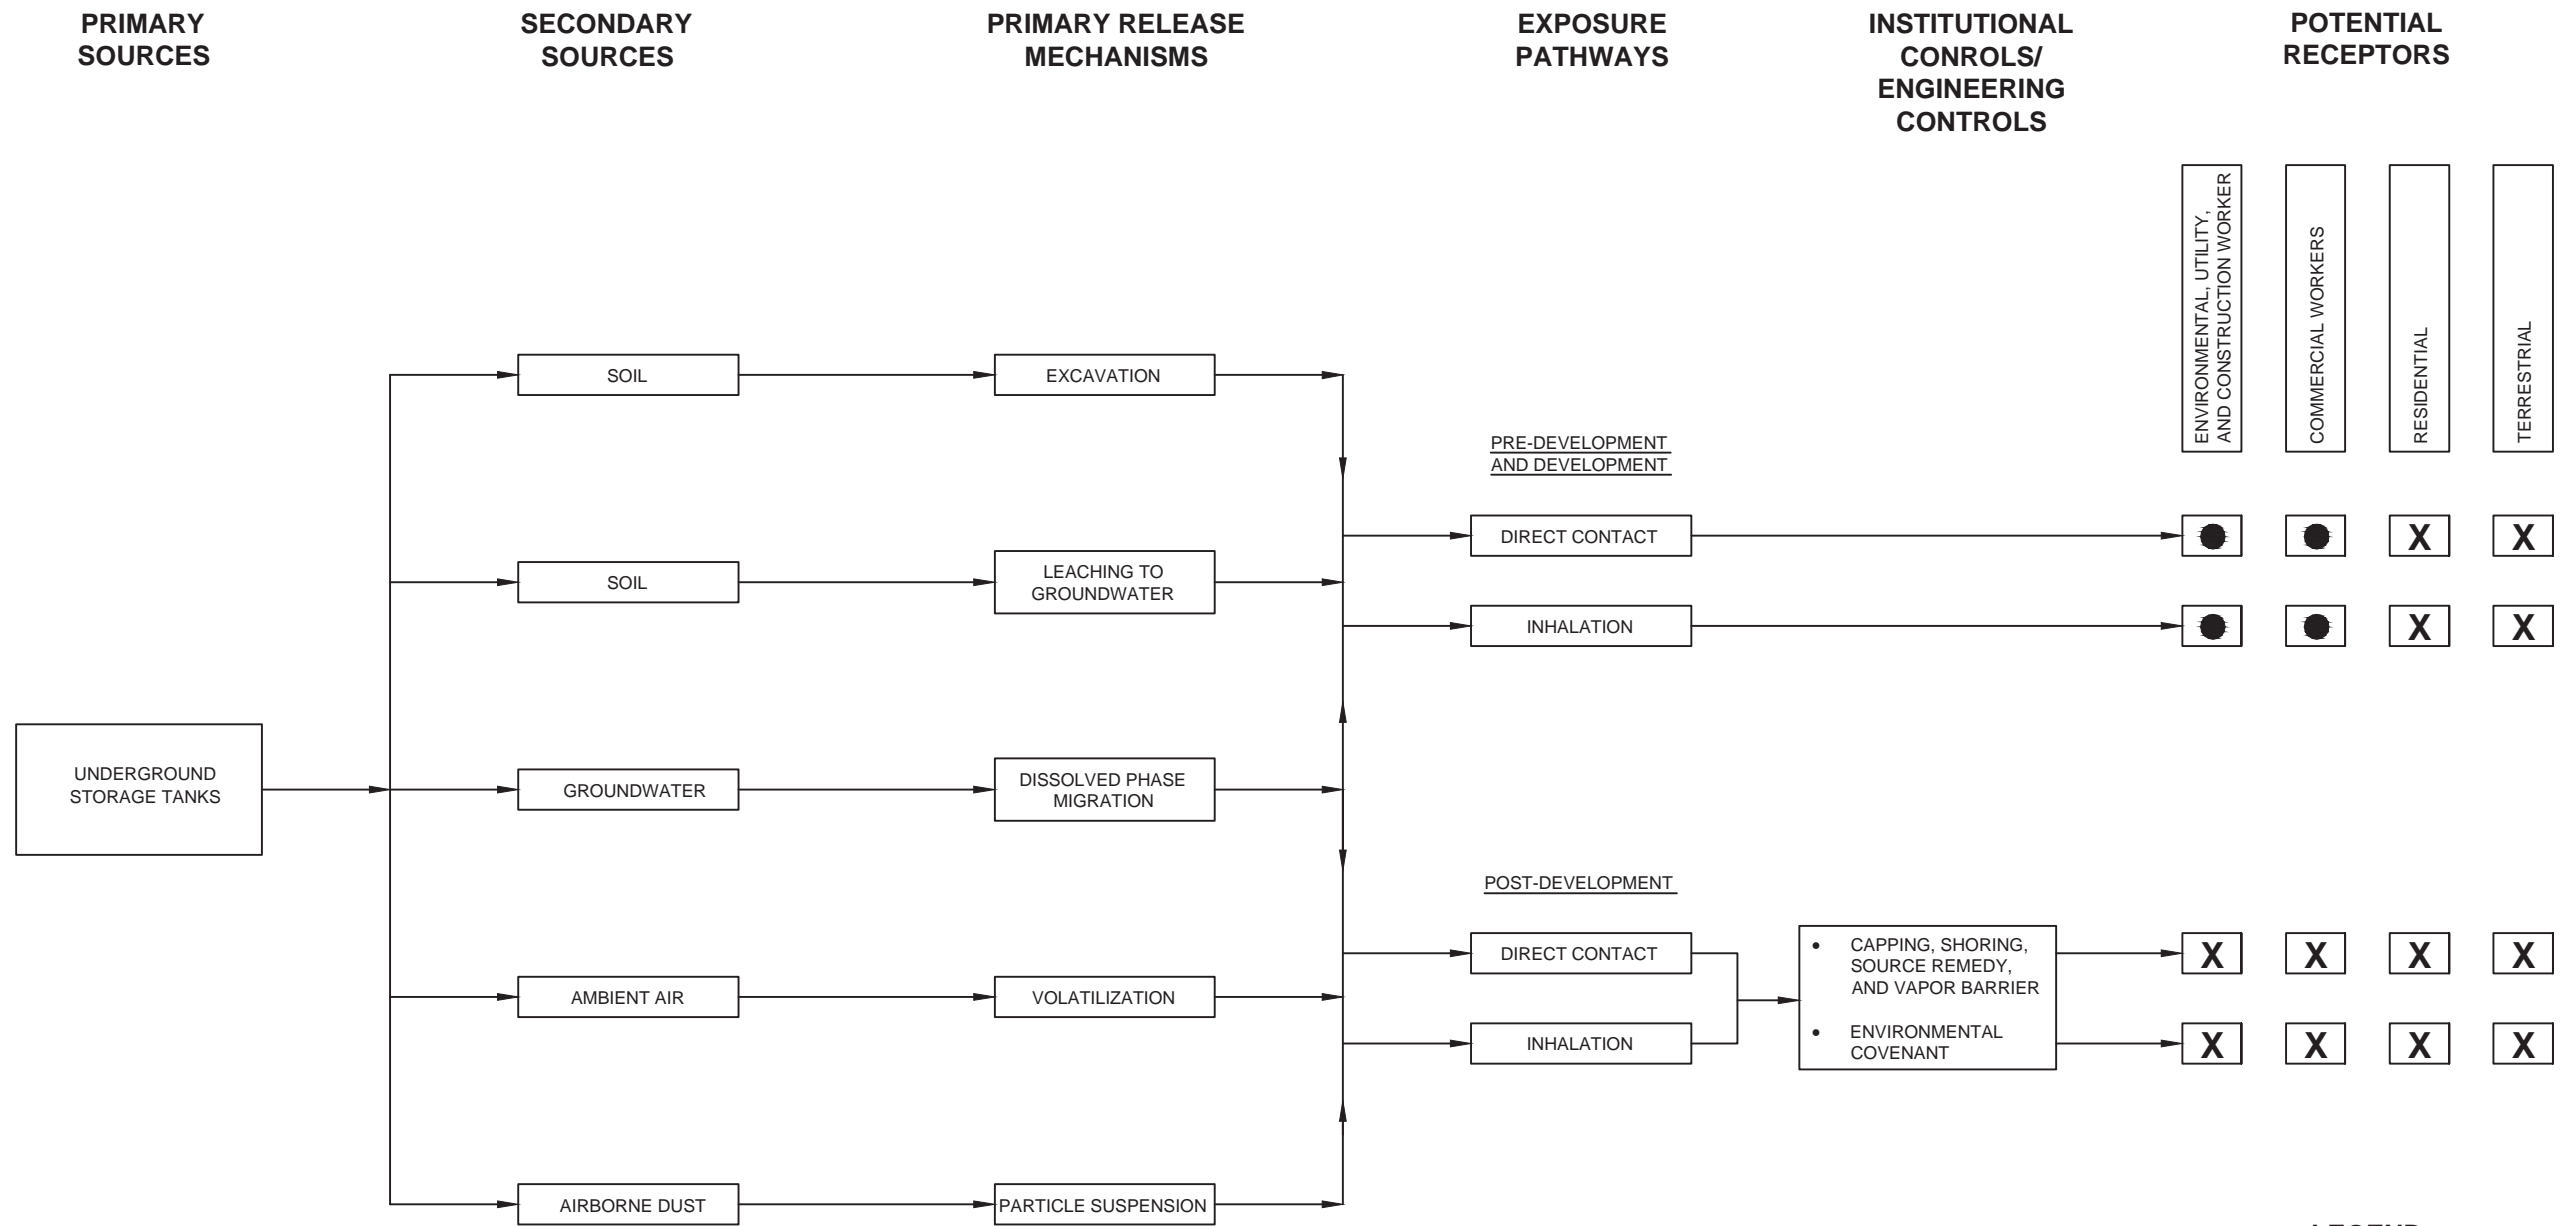 PRIMARY
SOURCES
SECONDARY
SOURCES
PRIMARY RELEASE
MECHANISMS
EXPOSURE
PATHWAYS
INSTITUTIONAL
CONROLS/
ENGINEERING
CONTROLS
POTENTIAL
RECEPTORS
ENVIRONMENTAL, UTILITY,
AND CONSTRUCTION WORKER
COMMERCIAL WORKERS
RESIDENTIAL
TERRESTRIAL
SOIL
EXCAVATION
PRE-DEVELOPMENT
AND DEVELOPMENT
DIRECT CONTACT
X
X
SOIL
LEACHING TO
GROUNDWATER
INHALATION
X
X
UNDERGROUND
STORAGE TANKS
GROUNDWATER
DISSOLVED PHASE
MIGRATION
POST-DEVELOPMENT
DIRECT CONTACT
• CAPPING, SHORING,
SOURCE REMEDY,
AND VAPOR BARRIER
X
X
X
X
AMBIENT AIR
VOLATILIZATION
INHALATION
• ENVIRONMENTAL
COVENANT
X
X
X
X
AIRBORNE DUST
PARTICLE SUSPENSION
LEGEND